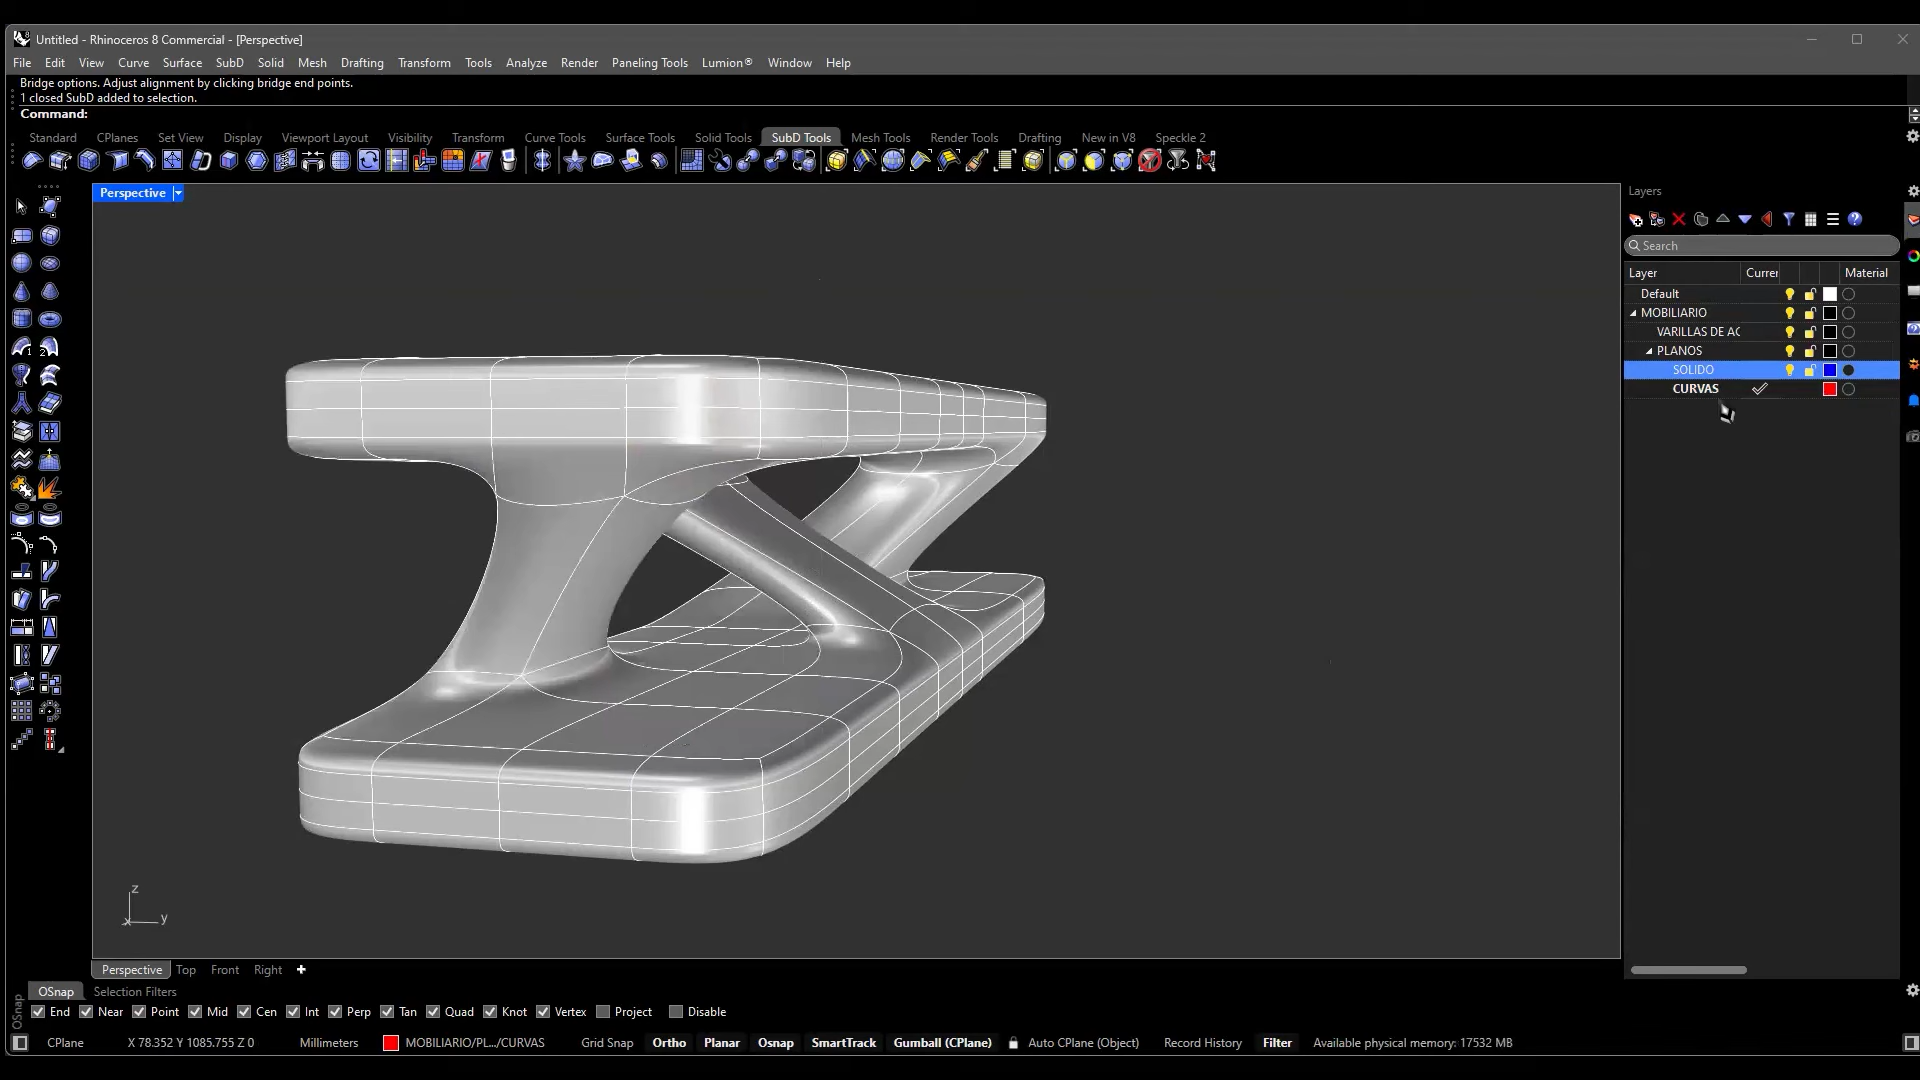 Untitled - Rhinoceros 8 Commercial - [Perspective]
File Edit View Curve Surface SubD Solid Mesh Drafting Transform Tools Analyze Render Paneling Tools Lumion® Window Help
Bridge options. Adjust alignment by clicking bridge end points.
1 closed SubD added to selection.
Command:
Standard CPlanes Set View Display Viewport Layout Visibility Transform Curve Tools Surface Tools Solid Tools SubD Tools Mesh Tools Render Tools Drafting New in V8 Speckle 2
Perspective
Layers
Search
Layer Currer Material
Default
MOBILIARIO
VARILLAS DE AC
PLANOS
SOLIDO
CURVAS
z
x y
Perspective Top Front Right
OSnap Selection Filters
OSnap
End Near Point Mid Cen Int Perp Tan Quad Knot Vertex Project Disable
CPlane X 78.352 Y 1085.755 Z 0 Millimeters MOBILIARIO/PL.../CURVAS Grid Snap Ortho Planar Osnap SmartTrack Gumball (CPlane) Auto CPlane (Object) Record History Filter Available physical memory: 17532 MB